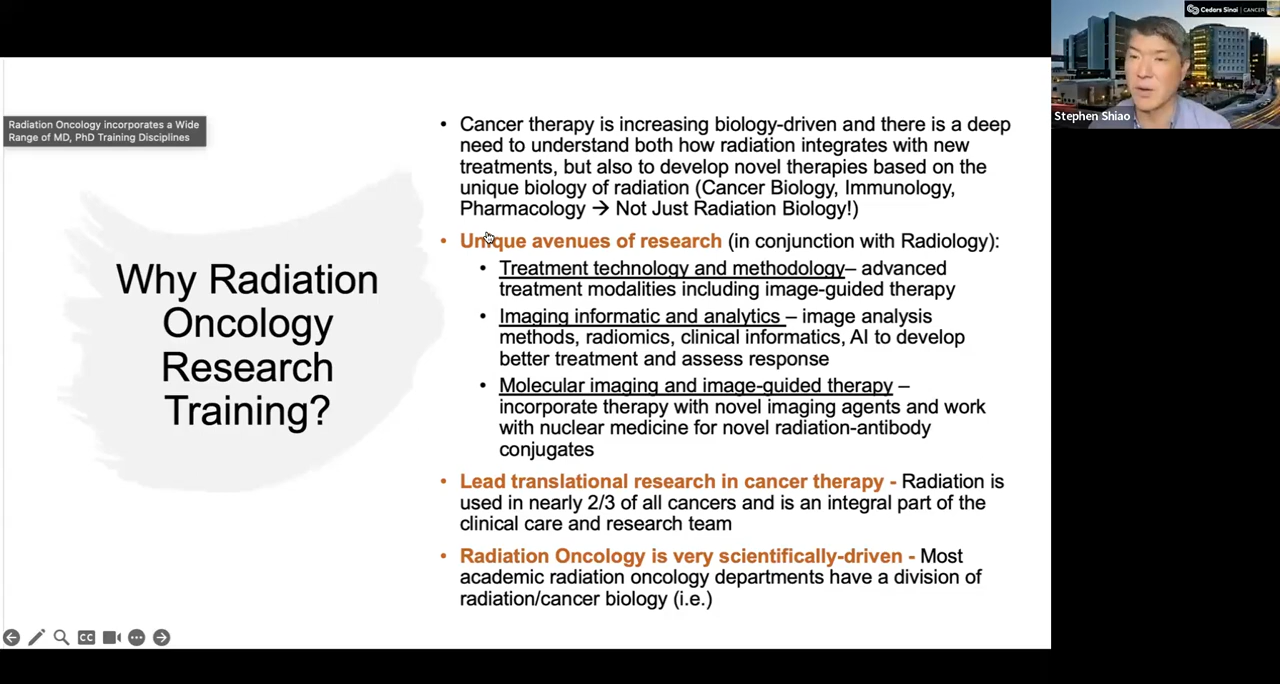 Cedars Sinai | CANCER
Stephen Shiao
Radiation Oncology incorporates a Wide
Range of MD, PhD Training Disciplines
Why Radiation
Oncology
Research
Training?
• Cancer therapy is increasing biology-driven and there is a deep
need to understand both how radiation integrates with new
treatments, but also to develop novel therapies based on the
unique biology of radiation (Cancer Biology, Immunology,
Pharmacology → Not Just Radiation Biology!)
• Unique avenues of research (in conjunction with Radiology):
• Treatment technology and methodology– advanced
treatment modalities including image-guided therapy
• Imaging informatic and analytics – image analysis
methods, radiomics, clinical informatics, AI to develop
better treatment and assess response
• Molecular imaging and image-guided therapy –
incorporate therapy with novel imaging agents and work
with nuclear medicine for novel radiation-antibody
conjugates
• Lead translational research in cancer therapy - Radiation is
used in nearly 2/3 of all cancers and is an integral part of the
clinical care and research team
• Radiation Oncology is very scientifically-driven - Most
academic radiation oncology departments have a division of
radiation/cancer biology (i.e.)
CC